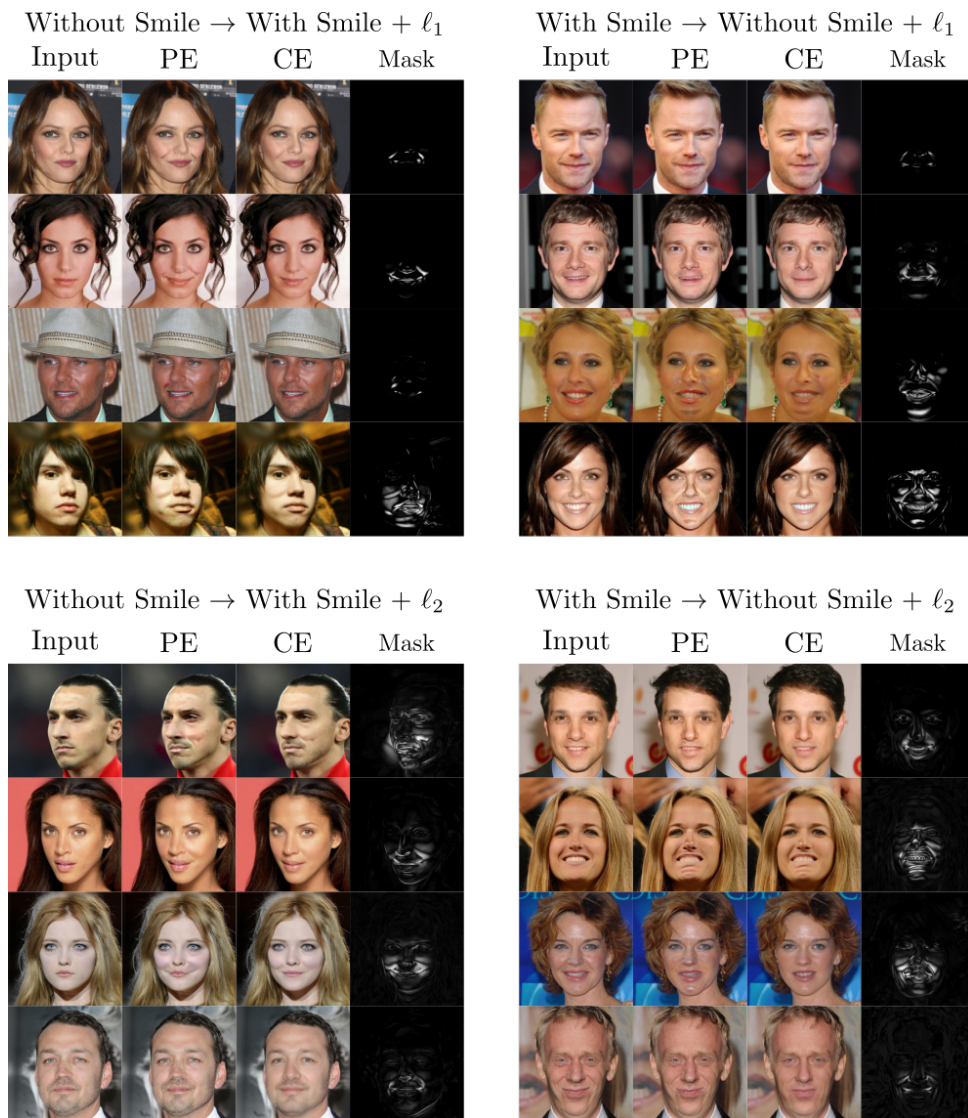 Without Smile → With Smile + ℓ₁
Input PE CE Mask
With Smile → Without Smile + ℓ₁
Input PE CE Mask
Without Smile → With Smile + ℓ₂
Input PE CE Mask
With Smile → Without Smile + ℓ₂
Input PE CE Mask